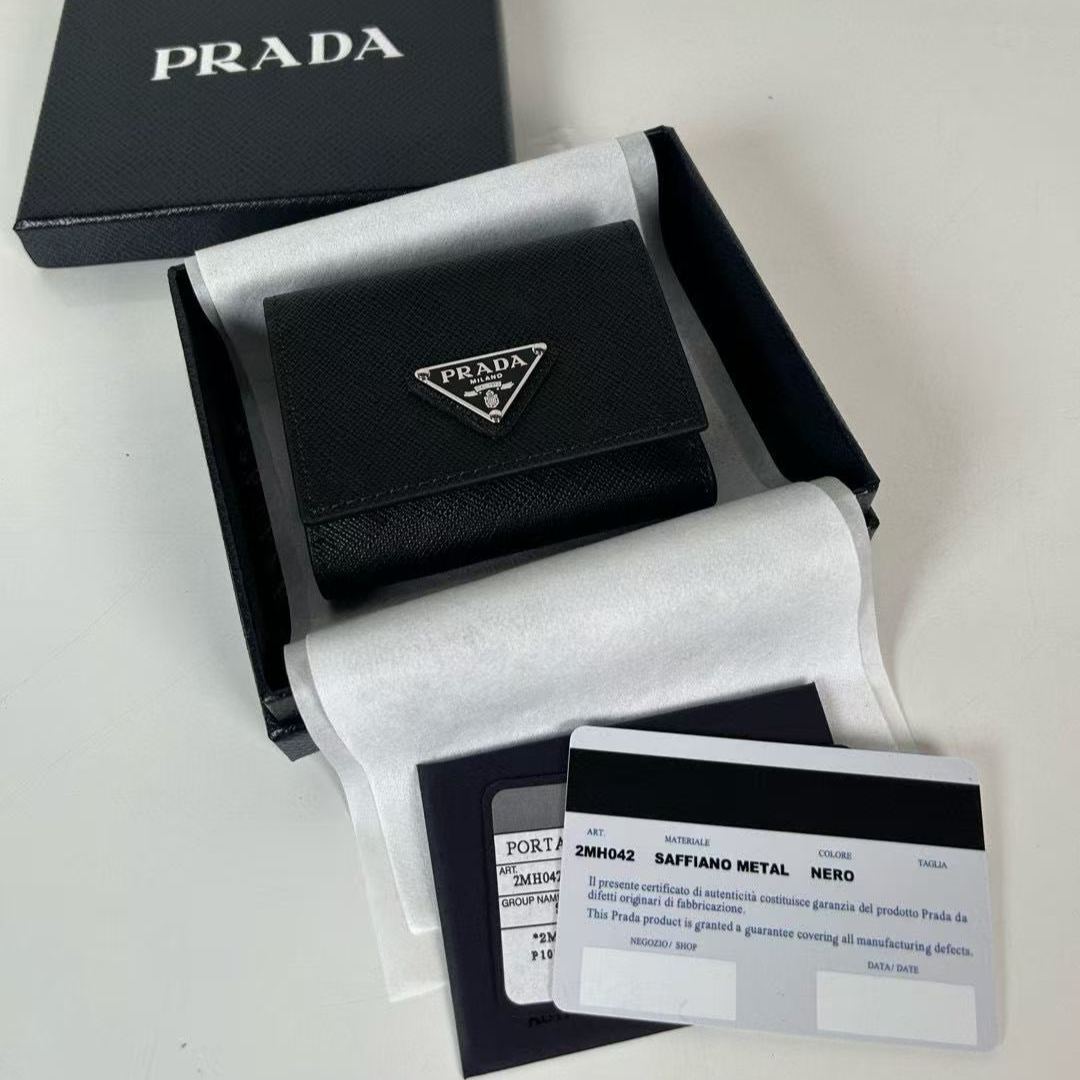 PRADA
PRADA
MILANO
PORTA
ART.
2MH042
GROUP NAM
*2M
P10
ART. MATERIALE COLORE TAGLIA
2MH042 SAFFIANO METAL NERO
Il presente certificato di autenticità costituisce garanzia del prodotto Prada da
difetti originari di fabbricazione.
This Prada product is granted a guarantee covering all manufacturing defects.
NEGOZIO/ SHOP DATA/ DATE